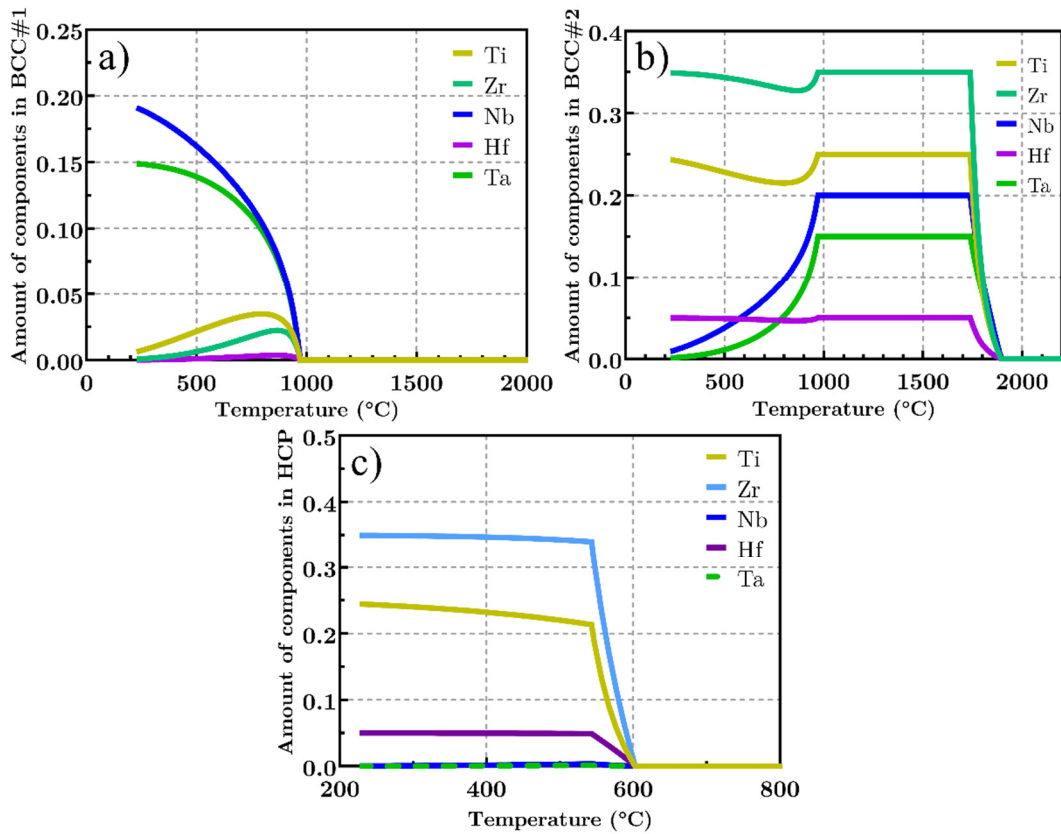 a)
Amount of components in BCC#1
0.25
0.20
0.15
0.10
0.05
0.00
0
500
1000
1500
2000
Temperature (°C)
Ti
Zr
Nb
Hf
Ta
b)
Amount of components in BCC#2
0.4
0.3
0.2
0.1
0.0
0
500
1000
1500
2000
Temperature (°C)
Ti
Zr
Nb
Hf
Ta
c)
Amount of components in HCP
0.5
0.4
0.3
0.2
0.1
0.0
200
400
600
800
Temperature (°C)
Ti
Zr
Nb
Hf
Ta